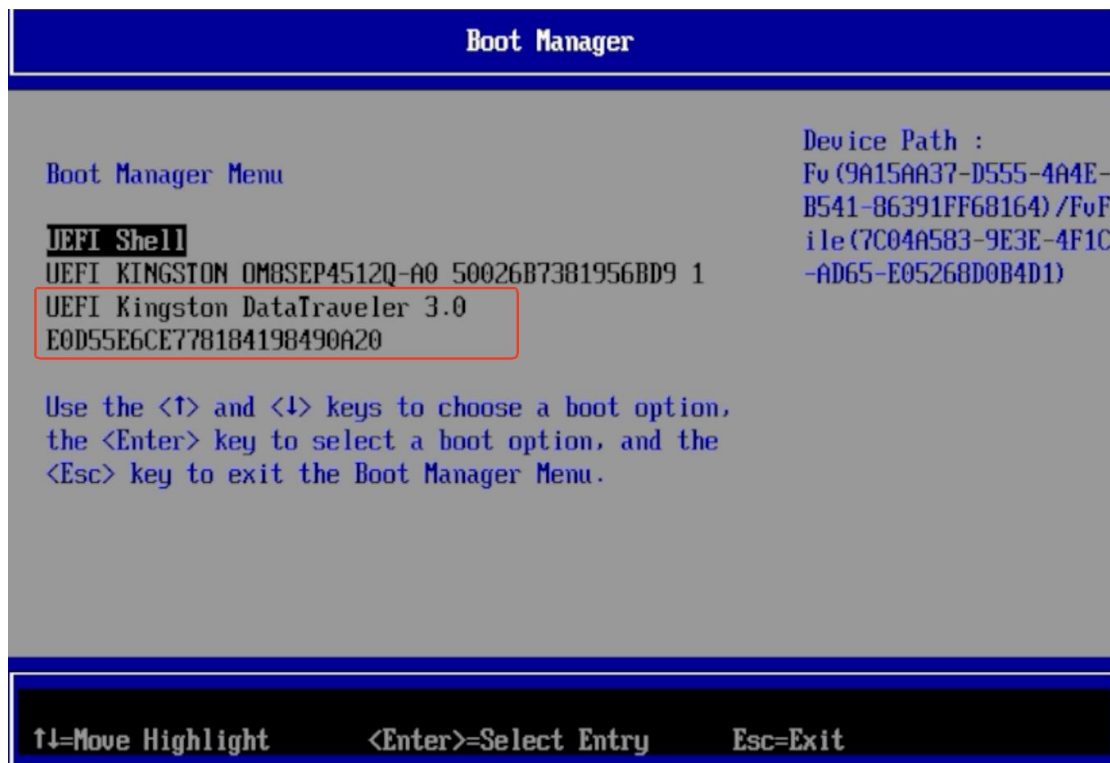 Boot Manager
Boot Manager Menu
UEFI Shell
UEFI KINGSTON OM8SEP4512Q-A0 50026B7381956BD9 1
UEFI Kingston DataTraveler 3.0
E0D55E6CE778184198490A20
Use the <↑> and <↓> keys to choose a boot option,
the <Enter> key to select a boot option, and the
<Esc> key to exit the Boot Manager Menu.
Device Path :
Fv(9A15AA37-D555-4A4E-
B541-86391FF68164)/FvF
ile(7C04A583-9E3E-4F1C
-AD65-E05268D0B4D1)
↑↓=Move Highlight
<Enter>=Select Entry
Esc=Exit